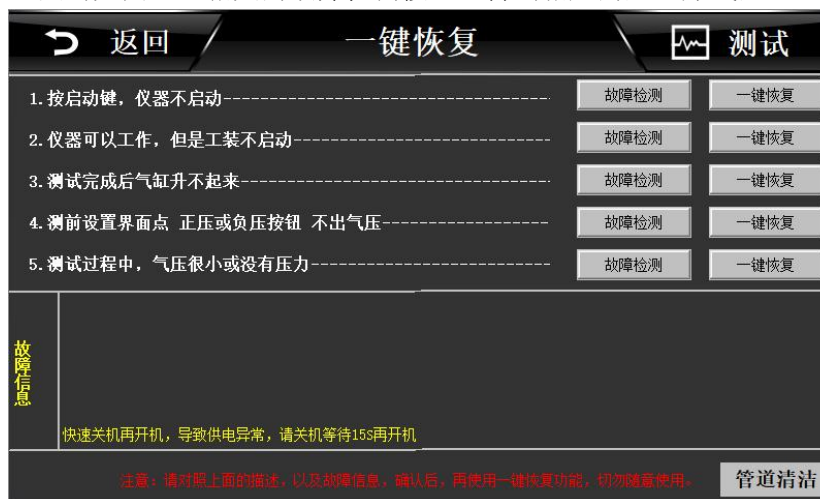 返回 一键恢复 测试
1.按启动键，仪器不启动------------------------------------- 故障检测 一键恢复
2.仪器可以工作，但是工装不启动----------------------------- 故障检测 一键恢复
3.测试完成后气缸升不起来----------------------------------- 故障检测 一键恢复
4.测前设置界面点 正压或负压按钮 不出气压------------------- 故障检测 一键恢复
5.测试过程中，气压很小或没有压力--------------------------- 故障检测 一键恢复
故障信息
快速关机再开机，导致供电异常，请关机等待15S再开机
注意：请对照上面的描述，以及故障信息，确认后，再使用一键恢复功能，切勿随意使用。
管道清洁